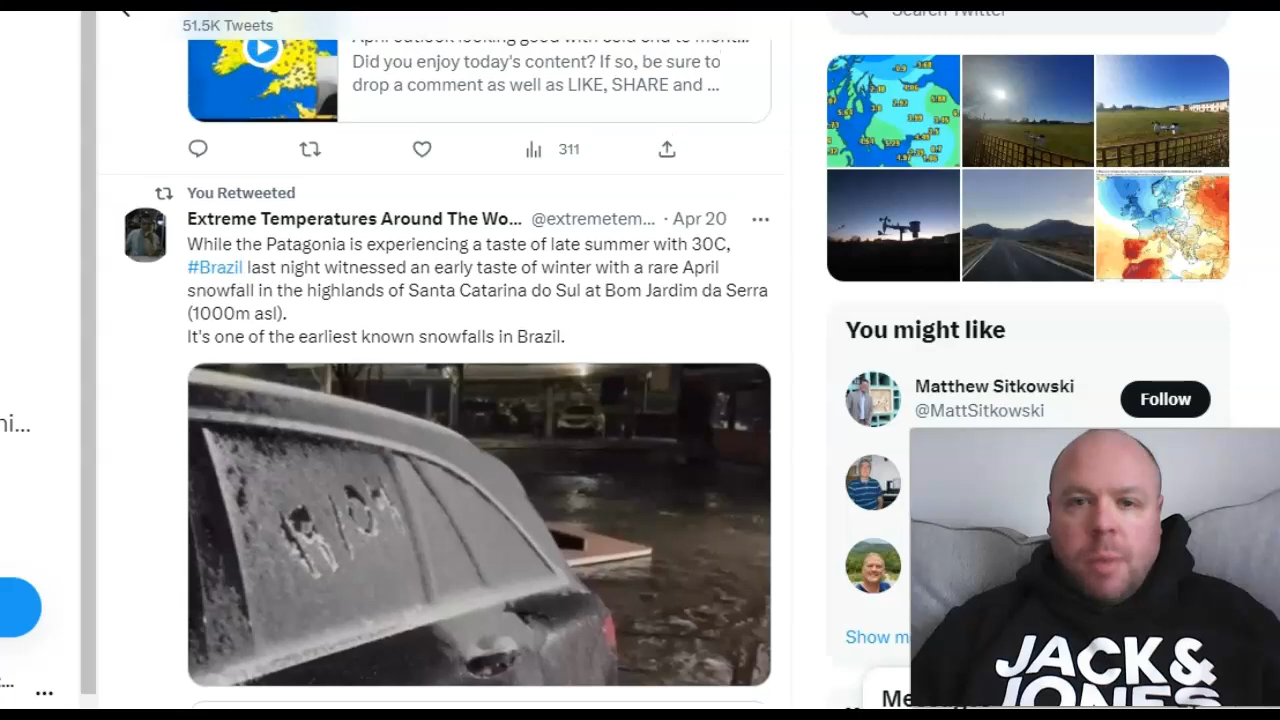 51.5K Tweets
Did you enjoy today's content? If so, be sure to
drop a comment as well as LIKE, SHARE and ...
311
You Retweeted
Extreme Temperatures Around The Wo... @extremetem... · Apr 20
While the Patagonia is experiencing a taste of late summer with 30C,
#Brazil last night witnessed an early taste of winter with a rare April
snowfall in the highlands of Santa Catarina do Sul at Bom Jardim da Serra
(1000m asl).
It's one of the earliest known snowfalls in Brazil.
Search Twitter
You might like
Matthew Sitkowski
@MattSitkowski
Follow
Show m
JACK&
JONES